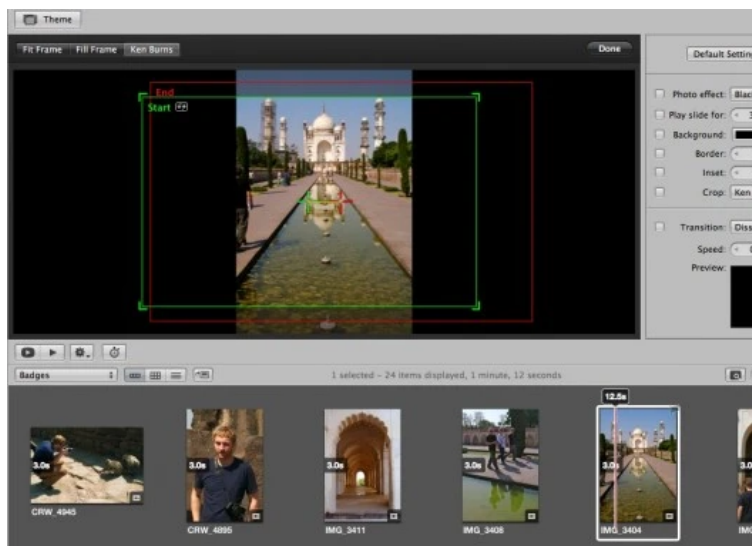 Theme
Fit Frame Fill Frame Ken Burns
Done
Default
End
Start
Photo effect:
Play slide for: 3
Background:
Border:
Inset:
Crop: Ken
Transition:
Speed:
Preview:
Badges
1 selected – 24 items displayed, 1 minute, 12 seconds
12.5s
3.0s
3.0s
3.0s
3.0s
3.0s
CRW_4945
CRW_4895
IMG_3411
IMG_3408
IMG_3404